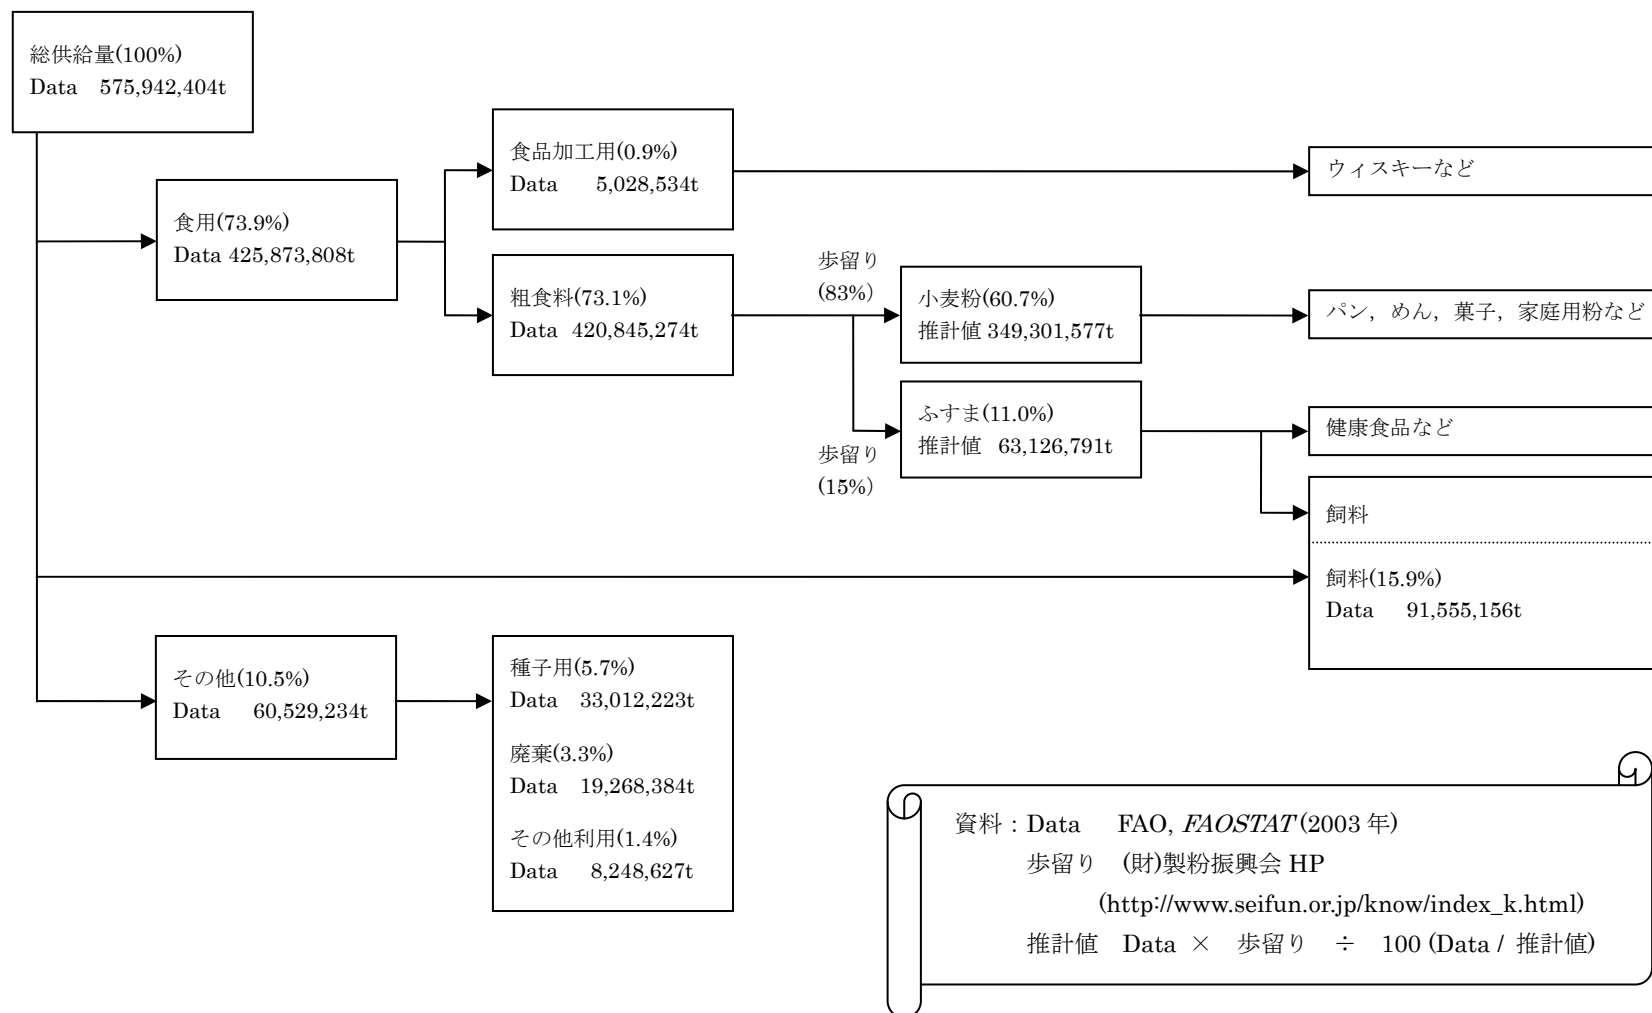 総供給量(100%)
Data 575,942,404t
食用(73.9%)
Data 425,873,808t
食品加工用(0.9%)
Data 5,028,534t
粗食料(73.1%)
Data 420,845,274t
歩留り
(83%)
歩留り
(15%)
小麦粉(60.7%)
推計値 349,301,577t
ふすま(11.0%)
推計値 63,126,791t
ウィスキーなど
パン，めん，菓子，家庭用粉など
健康食品など
飼料
飼料(15.9%)
Data 91,555,156t
その他(10.5%)
Data 60,529,234t
種子用(5.7%)
Data 33,012,223t
廃棄(3.3%)
Data 19,268,384t
その他利用(1.4%)
Data 8,248,627t
資料：Data FAO, FAOSTAT (2003 年)
歩留り (財)製粉振興会 HP
(http://www.seifun.or.jp/know/index_k.html)
推計値 Data × 歩留り ÷ 100 (Data / 推計値)